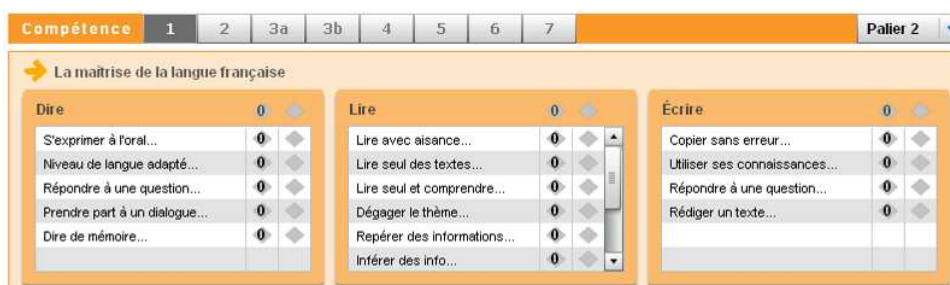 Compétence 1 2 3a 3b 4 5 6 7 Palier 2
La maîtrise de la langue française
Dire 0
S'exprimer à l'oral... 0
Niveau de langue adapté... 0
Répondre à une question... 0
Prendre part à un dialogue... 0
Dire de mémoire... 0
Lire 0
Lire avec aisance... 0
Lire seul des textes... 0
Lire seul et comprendre... 0
Dégager le thème... 0
Repérer des informations... 0
Inférer des info... 0
Écrire 0
Copier sans erreur... 0
Utiliser ses connaissances... 0
Répondre à une question... 0
Rédiger un texte... 0